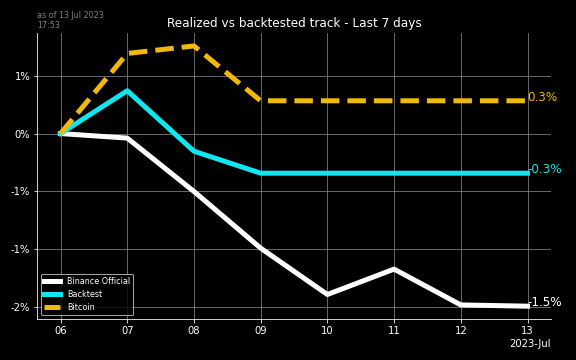 as of 13 Jul 2023
17:53
Realized vs backtested track - Last 7 days
1%
0%
-1%
-1%
-2%
0.3%
-0.3%
-1.5%
Binance Official
Backtest
Bitcoin
06 07 08 09 10 11 12 13
2023-Jul